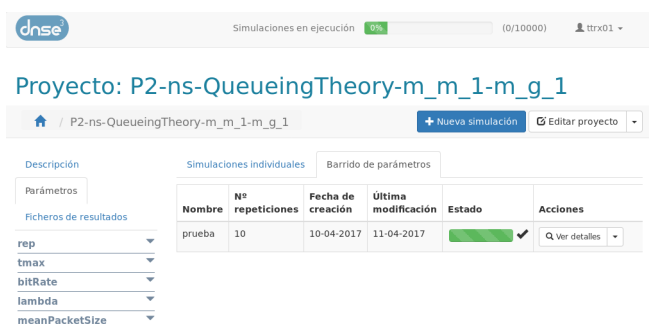 dnse³
Simulaciones en ejecución 0% (0/10000) ttrx01
Proyecto: P2-ns-QueueingTheory-m_m_1-m_g_1
/ P2-ns-QueueingTheory-m_m_1-m_g_1
Nueva simulación Editar proyecto
Descripción
Parámetros
Ficheros de resultados
rep
tmax
bitRate
lambda
meanPacketSize
Simulaciones individuales Barrido de parámetros
Nombre Nº repeticiones Fecha de creación Última modificación Estado Acciones
prueba 10 10-04-2017 11-04-2017 Ver detalles